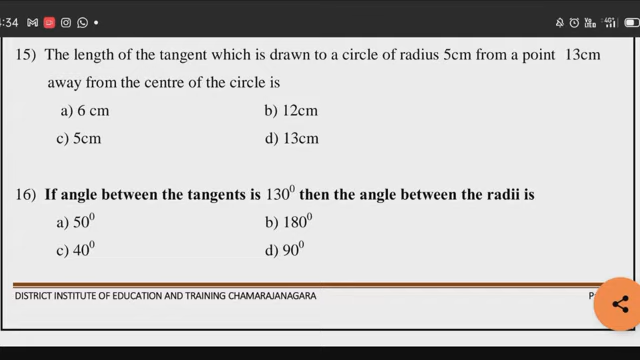 :34
15) The length of the tangent which is drawn to a circle of radius 5cm from a point 13cm
away from the centre of the circle is
a) 6 cm b) 12cm
c) 5cm d) 13cm
16) If angle between the tangents is 130⁰ then the angle between the radii is
a) 50⁰ b) 180⁰
c) 40⁰ d) 90⁰
DISTRICT INSTITUTE OF EDUCATION AND TRAINING CHAMARAJANAGARA